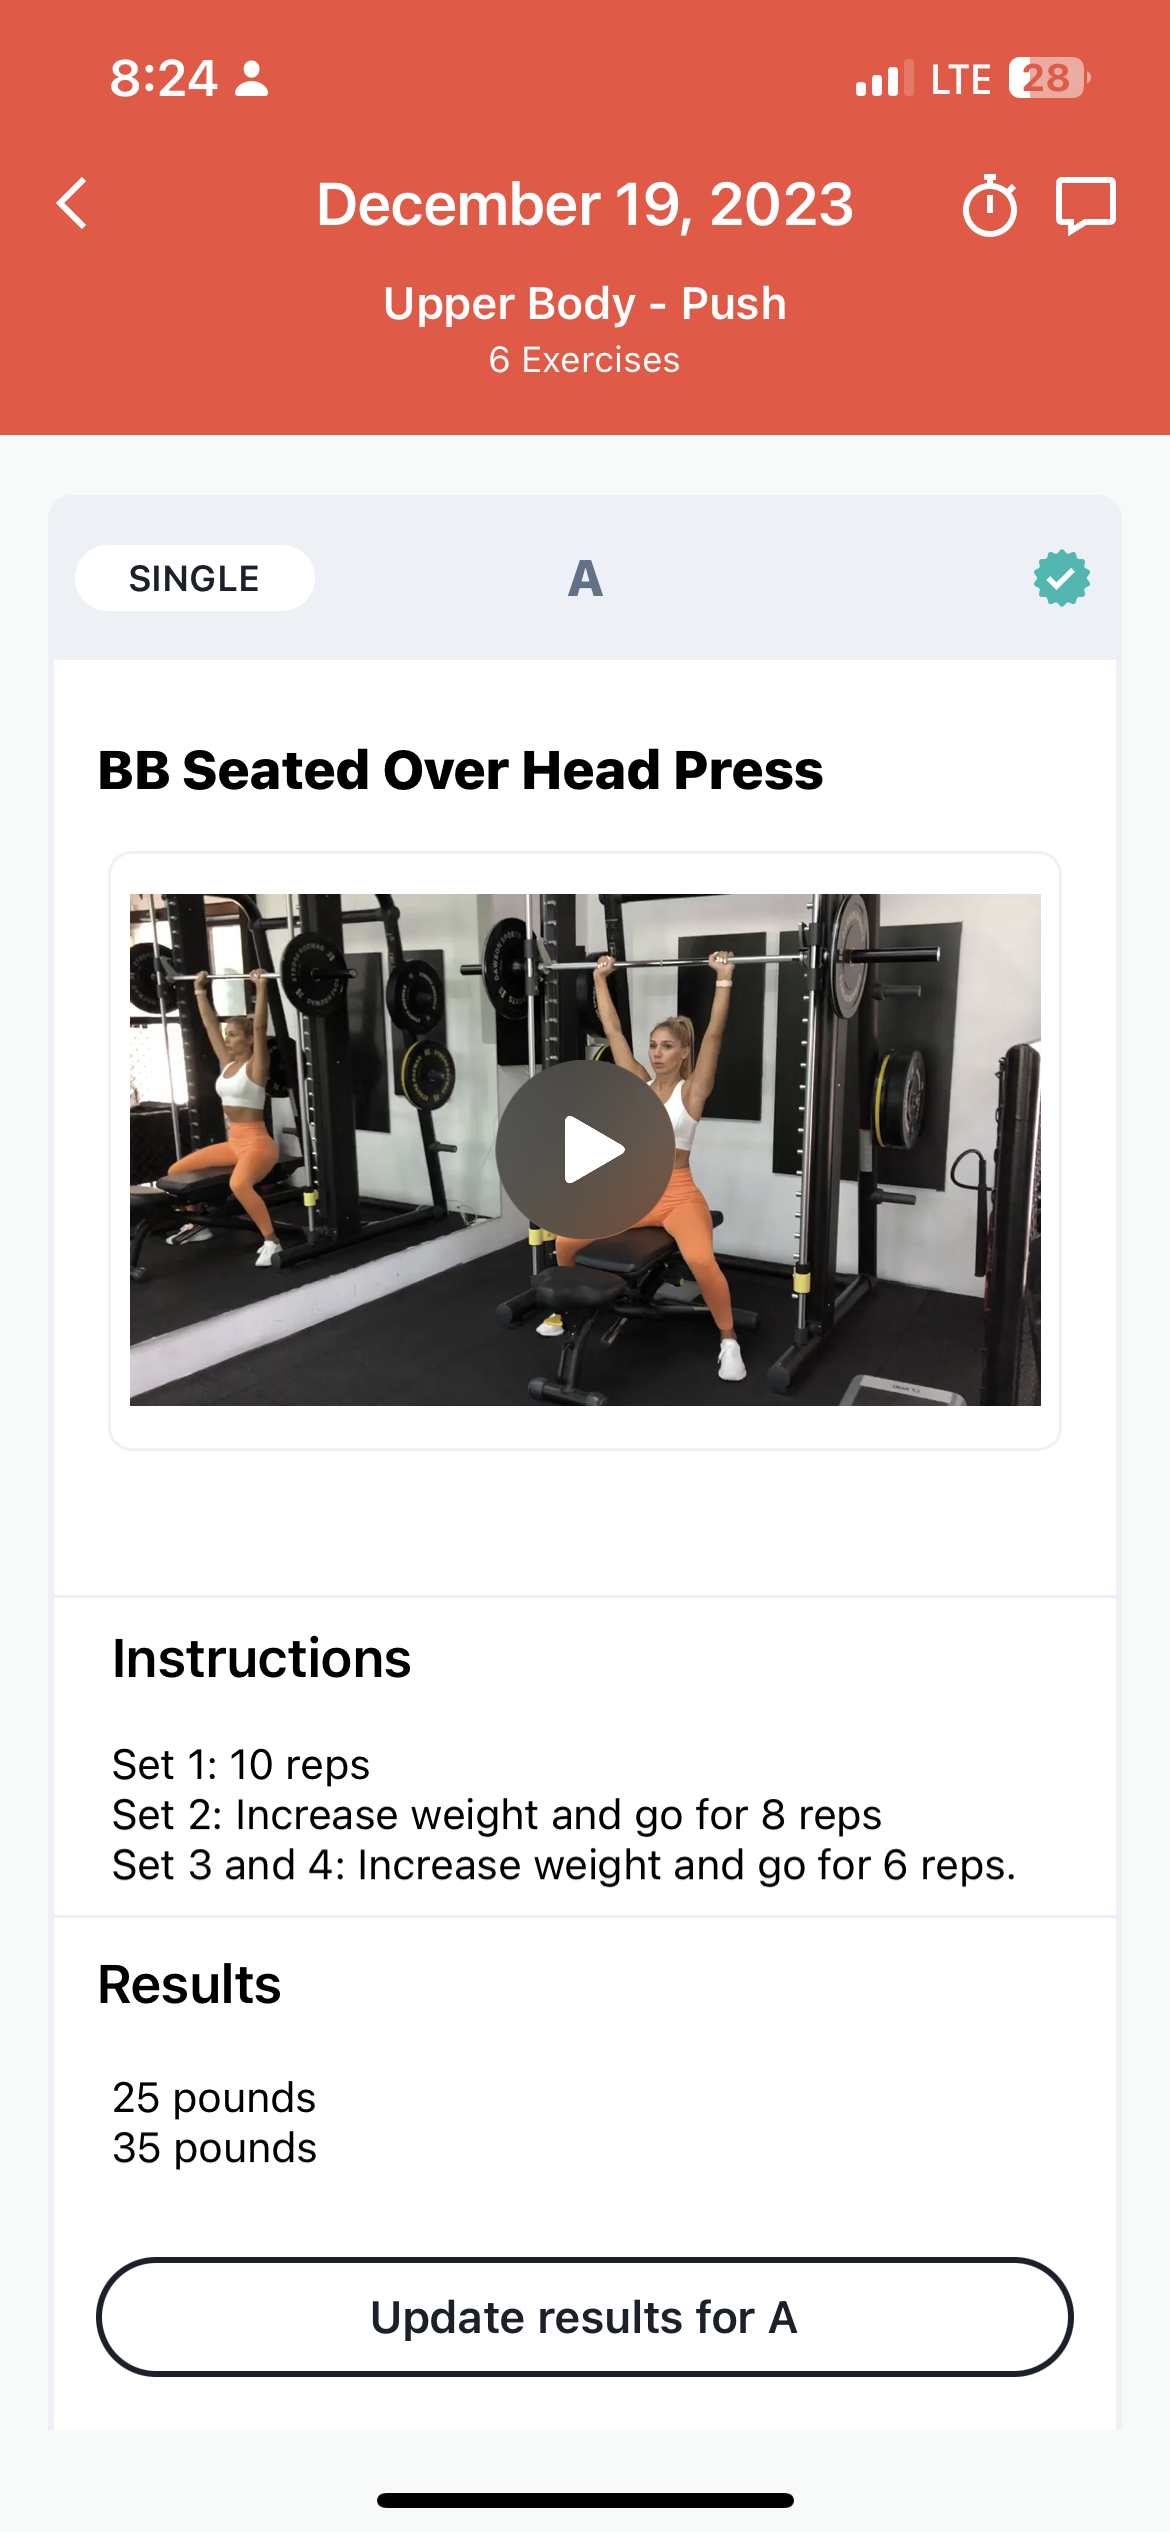 8:24
LTE 28
December 19, 2023
Upper Body - Push
6 Exercises
SINGLE
A
BB Seated Over Head Press
Instructions
Set 1: 10 reps
Set 2: Increase weight and go for 8 reps
Set 3 and 4: Increase weight and go for 6 reps.
Results
25 pounds
35 pounds
Update results for A